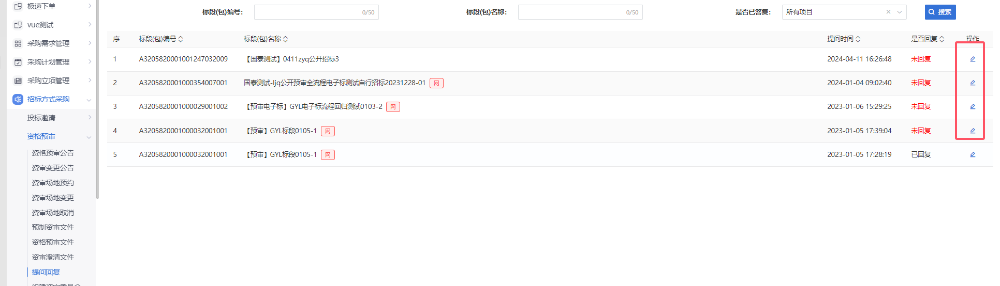 极速下单
vue测试
采购需求管理
采购计划管理
采购立项管理
招标方式采购
投标邀请
资格预审
资格预审公告
资审变更公告
资审场地预约
资审场地变更
资审场地取消
预制资审文件
资格预审文件
资审澄清文件
提问回复
标段(包)编号： 0/50 标段(包)名称： 0/50 是否已答复： 所有项目 搜索
序 标段(包)编号 标段(包)名称 提问时间 是否回复 操作
1 A3205820001001247032009 【国泰测试】0411zyq公开招标3 2024-04-11 16:26:48 未回复
2 A3205820001000354007001 国泰测试-ljq公开预审全流程电子标测试自行招标20231228-01 网 2024-01-04 09:02:40 未回复
3 A3205820001000029001002 【预审电子标】GYL电子标流程回归测试0103-2 网 2023-01-06 15:29:25 未回复
4 A3205820001000032001001 【预审】GYL标段0105-1 网 2023-01-05 17:39:04 未回复
5 A3205820001000032001001 【预审】GYL标段0105-1 网 2023-01-05 17:28:19 已回复